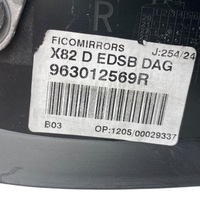 R
FICOMIRRORS
J:254/24
X82 D EDSB DAG
963012569R
B03 OP:1205/00029337